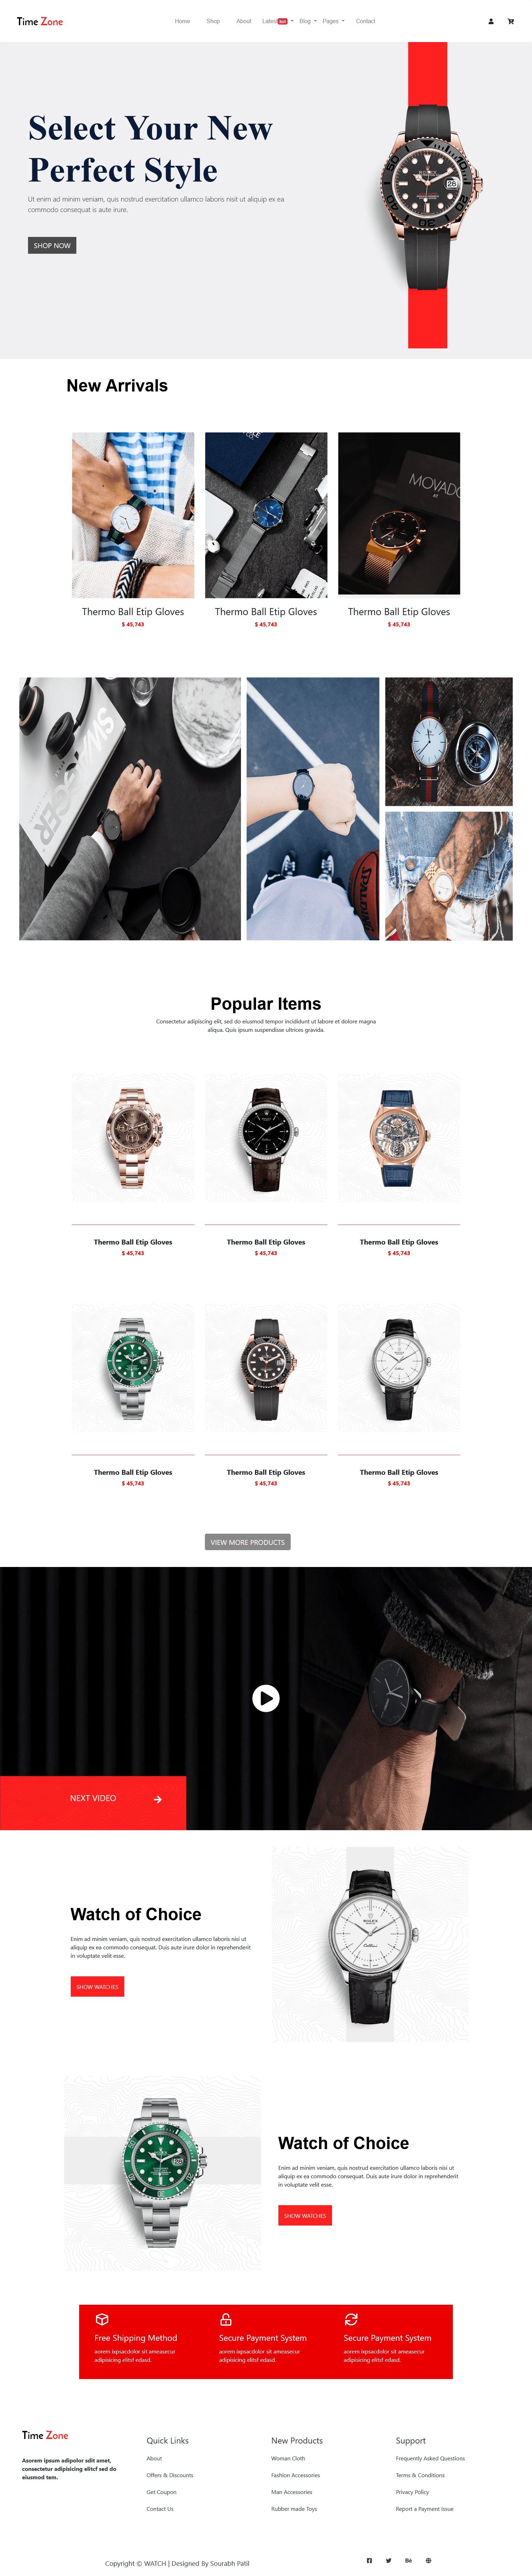 Time Zone
Home Shop About Latest hot Blog Pages Contact
Select Your New
Perfect Style
Ut enim ad minim veniam, quis nostrud exercitation ullamco laboris nisit ut aliquip ex ea
commodo consequat is aute irure.
SHOP NOW
ROLEX
28
New Arrivals
MOVADO
Thermo Ball Etip Gloves
$ 45,743
Thermo Ball Etip Gloves
$ 45,743
Thermo Ball Etip Gloves
$ 45,743
SPALDING
Popular Items
Consectetur adipiscing elit, sed do eiusmod tempor incididunt ut labore et dolore magna
aliqua. Quis ipsum suspendisse ultrices gravida.
Thermo Ball Etip Gloves
$ 45,743
Thermo Ball Etip Gloves
$ 45,743
Thermo Ball Etip Gloves
$ 45,743
Thermo Ball Etip Gloves
$ 45,743
Thermo Ball Etip Gloves
$ 45,743
Thermo Ball Etip Gloves
$ 45,743
VIEW MORE PRODUCTS
NEXT VIDEO
Watch of Choice
Enim ad minim veniam, quis nostrud exercitation ullamco laboris nisi ut
aliquip ex ea commodo consequat. Duis aute irure dolor in reprehenderit
in voluptate velit esse.
SHOW WATCHES
ROLEX
Cellini
Watch of Choice
Enim ad minim veniam, quis nostrud exercitation ullamco laboris nisi ut
aliquip ex ea commodo consequat. Duis aute irure dolor in reprehenderit
in voluptate velit esse.
SHOW WATCHES
Free Shipping Method
aorem ixpsacdolor sit ameasecur
adipisicing elitsf edasd.
Secure Payment System
aorem ixpsacdolor sit ameasecur
adipisicing elitsf edasd.
Secure Payment System
aorem ixpsacdolor sit ameasecur
adipisicing elitsf edasd.
Time Zone
Asorem ipsum adipolor sdit amet,
consectetur adipisicing elitcf sed do
eiusmod tem.
Quick Links
About
Offers & Discounts
Get Coupon
Contact Us
New Products
Woman Cloth
Fashion Accessories
Man Accessories
Rubber made Toys
Support
Frequently Asked Questions
Terms & Conditions
Privacy Policy
Report a Payment Issue
Copyright © WATCH | Designed By Sourabh Patil